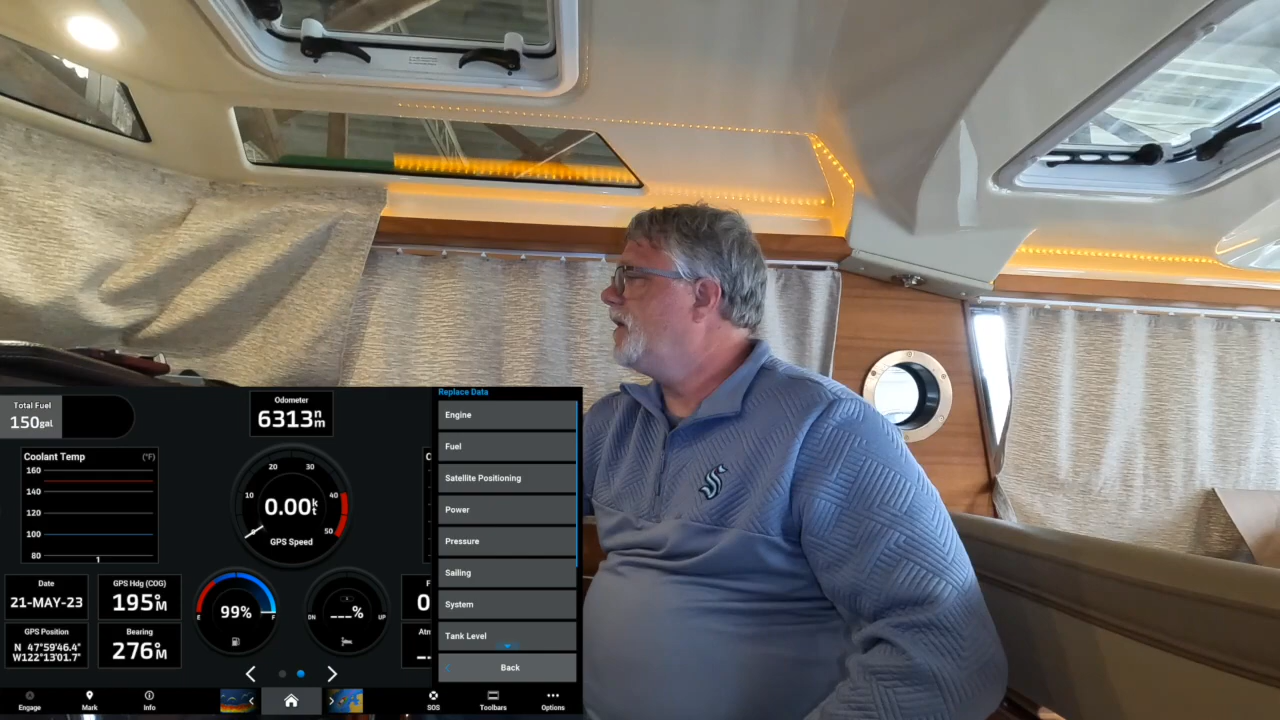 Total Fuel
150gal
Odometer
6313nm
Replace Data
Engine
Fuel
Satellite Positioning
Power
Pressure
Sailing
System
Tank Level
Back
Coolant Temp (°F)
160
140
120
100
80
1
10
20
30
40
50
0.00kt
GPS Speed
Date
21-MAY-23
GPS Hdg (COG)
195°M
GPS Position
N 47°59'46.4"
W122°13'01.7"
Bearing
276°M
99%
E F
---%
DN UP
F
0
Atm
Engage
Mark
Info
SOS
Toolbars
Options